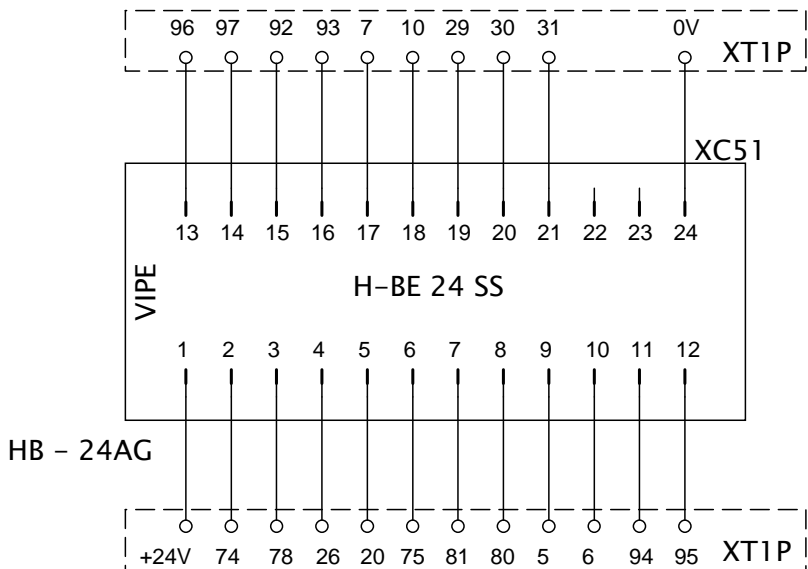 96 97 92 93 7 10 29 30 31 0V
XT1P
XC51
13 14 15 16 17 18 19 20 21 22 23 24
VIPE
H-BE 24 SS
1 2 3 4 5 6 7 8 9 10 11 12
HB - 24AG
+24V 74 78 26 20 75 81 80 5 6 94 95 XT1P